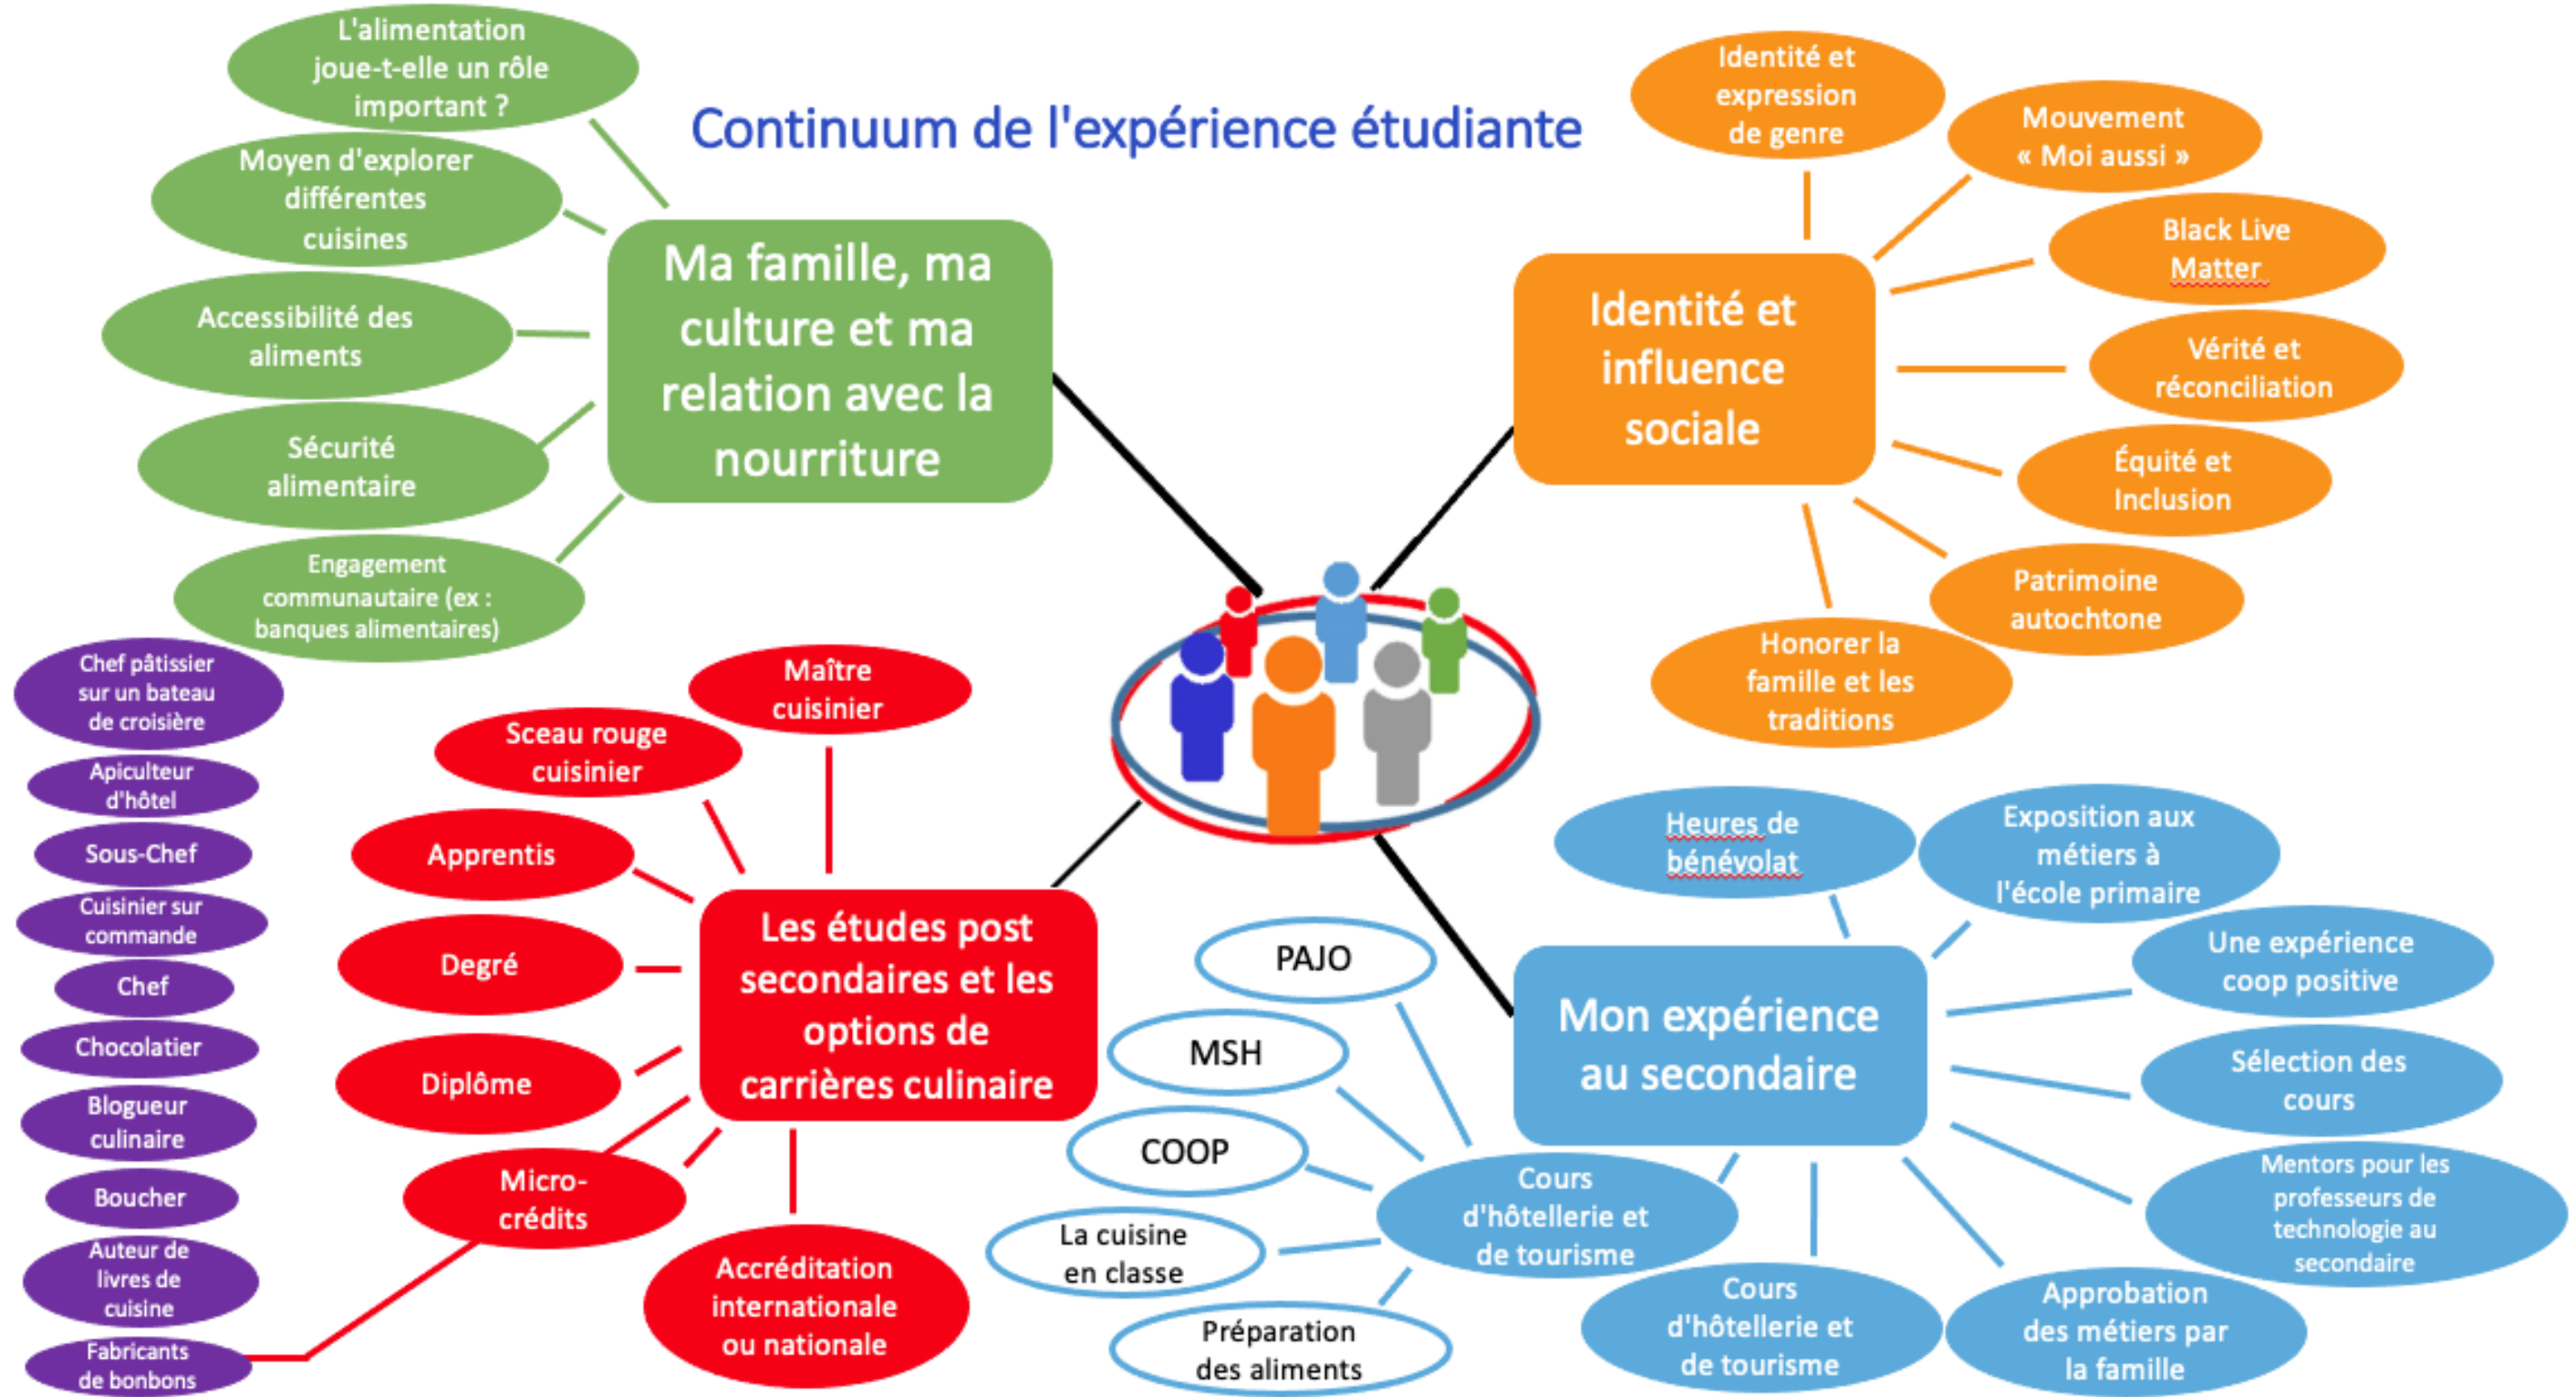 Continuum de l'expérience étudiante
L'alimentation
joue-t-elle un rôle
important ?
Moyen d'explorer
différentes
cuisines
Accessibilité des
aliments
Sécurité
alimentaire
Engagement
communautaire (ex :
banques alimentaires)
Ma famille, ma
culture et ma
relation avec la
nourriture
Identité et
expression
de genre
Mouvement
« Moi aussi »
Black Live
Matter
Vérité et
réconciliation
Équité et
Inclusion
Patrimoine
autochtone
Honorer la
famille et les
traditions
Identité et
influence
sociale
Chef pâtissier
sur un bateau
de croisière
Apiculteur
d'hôtel
Sous-Chef
Cuisinier sur
commande
Chef
Chocolatier
Blogueur
culinaire
Boucher
Auteur de
livres de
cuisine
Fabricants
de bonbons
Maître
cuisinier
Sceau rouge
cuisinier
Apprentis
Degré
Diplôme
Micro-
crédits
Accréditation
internationale
ou nationale
Les études post
secondaires et les
options de
carrières culinaire
PAJO
MSH
COOP
La cuisine
en classe
Préparation
des aliments
Cours
d'hôtellerie et
de tourisme
Mon expérience
au secondaire
Heures de
bénévolat
Exposition aux
métiers à
l'école primaire
Une expérience
coop positive
Sélection des
cours
Mentors pour les
professeurs de
technologie au
secondaire
Approbation
des métiers par
la famille
Cours
d'hôtellerie et
de tourisme